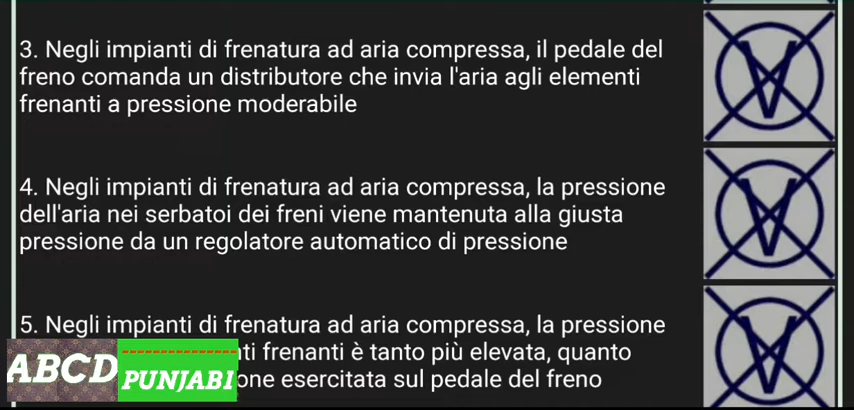 3. Negli impianti di frenatura ad aria compressa, il pedale del
freno comanda un distributore che invia l'aria agli elementi
frenanti a pressione moderabile
V
4. Negli impianti di frenatura ad aria compressa, la pressione
dell'aria nei serbatoi dei freni viene mantenuta alla giusta
pressione da un regolatore automatico di pressione
V
5. Negli impianti di frenatura ad aria compressa, la pressione
frenanti è tanto più elevata, quanto
esercitata sul pedale del freno
V
ABCD PUNJABI